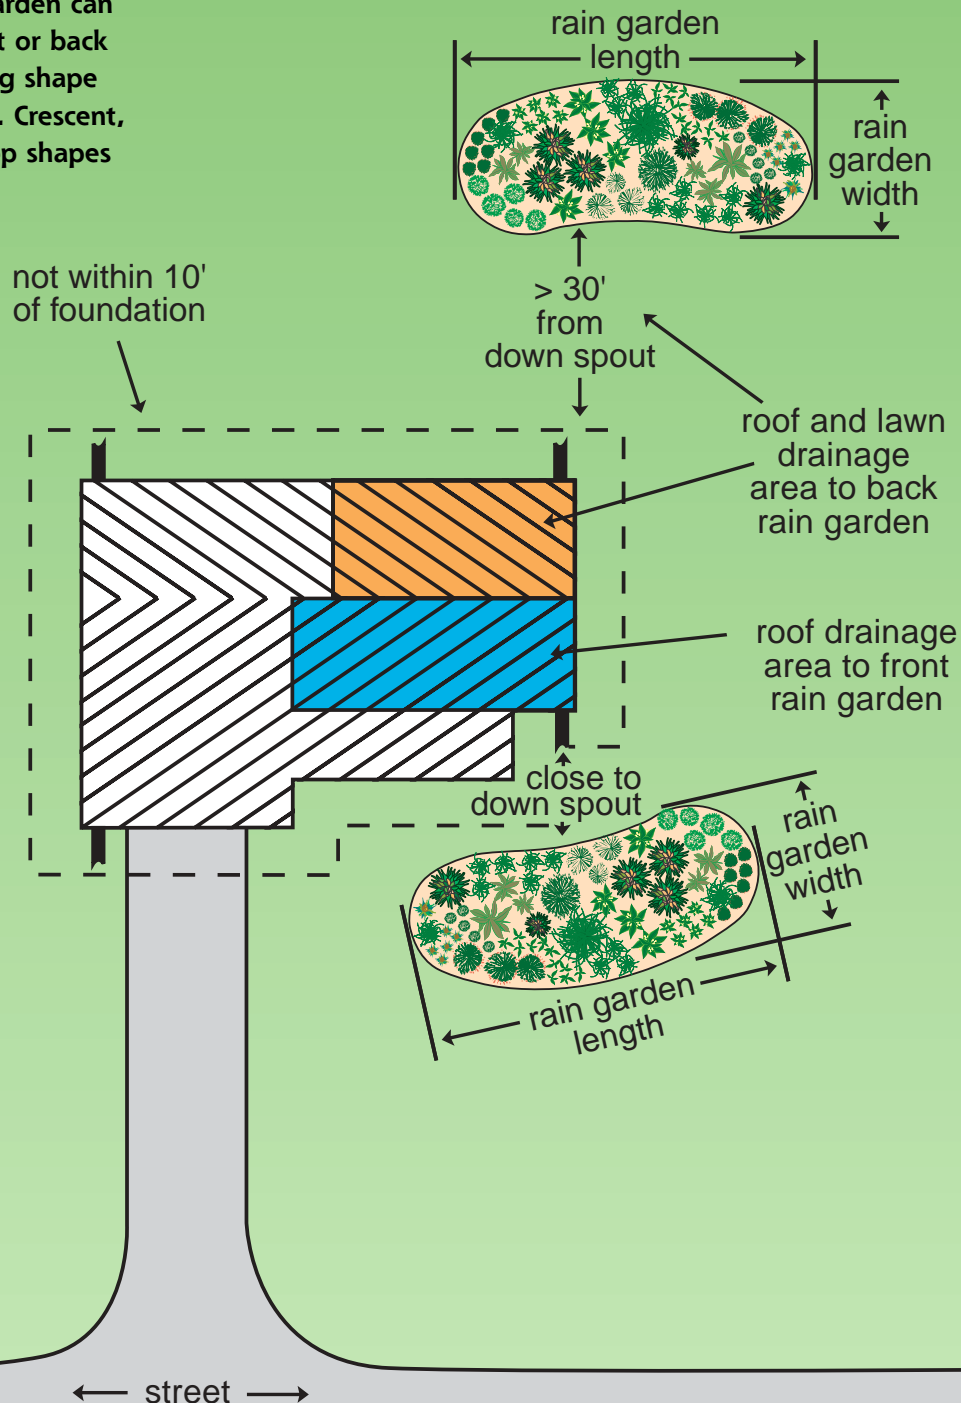 arden can
t or back
g shape
. Crescent,
op shapes
rain garden
length
rain
garden
width
not within 10'
of foundation
> 30'
from
down spout
roof and lawn
drainage
area to back
rain garden
roof drainage
area to front
rain garden
close to
down spout
rain
garden
width
rain garden
length
street